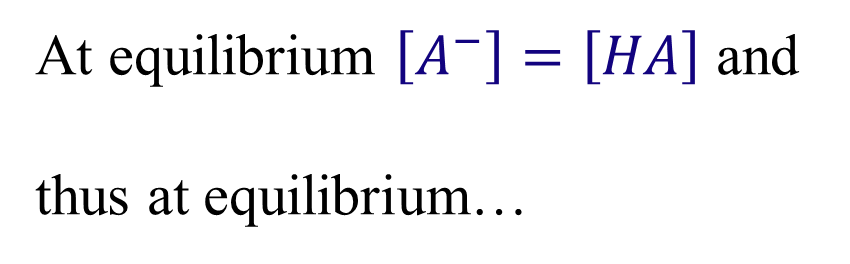 At equilibrium [A⁻] = [HA] and
thus at equilibrium…